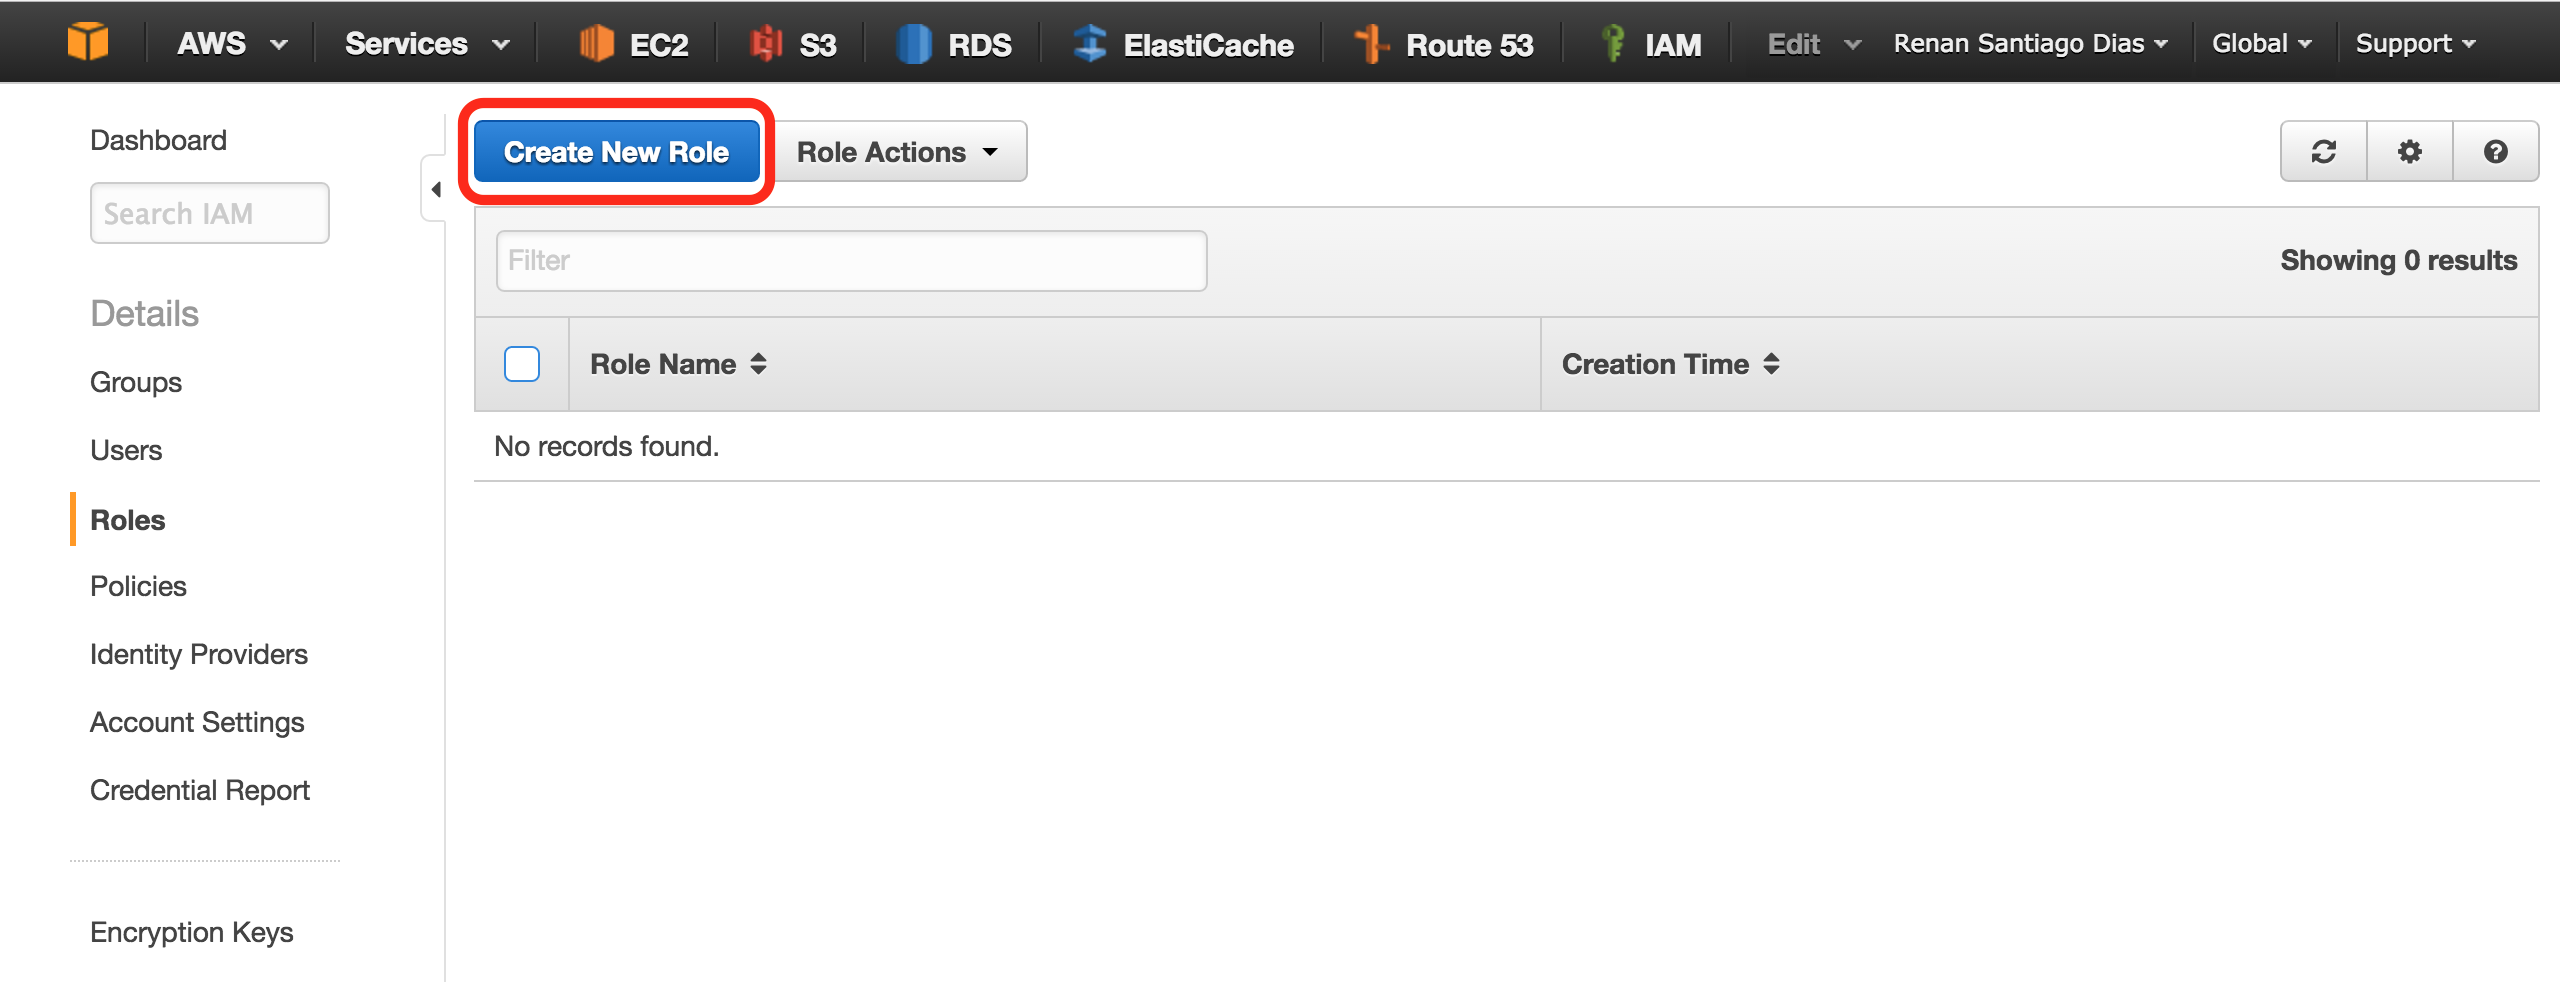 AWS Services EC2 S3 RDS ElastiCache Route 53 IAM Edit Renan Santiago Dias Global Support
Dashboard
Search IAM
Details
Groups
Users
Roles
Policies
Identity Providers
Account Settings
Credential Report
Encryption Keys
Create New Role Role Actions
Filter
Showing 0 results
Role Name Creation Time
No records found.